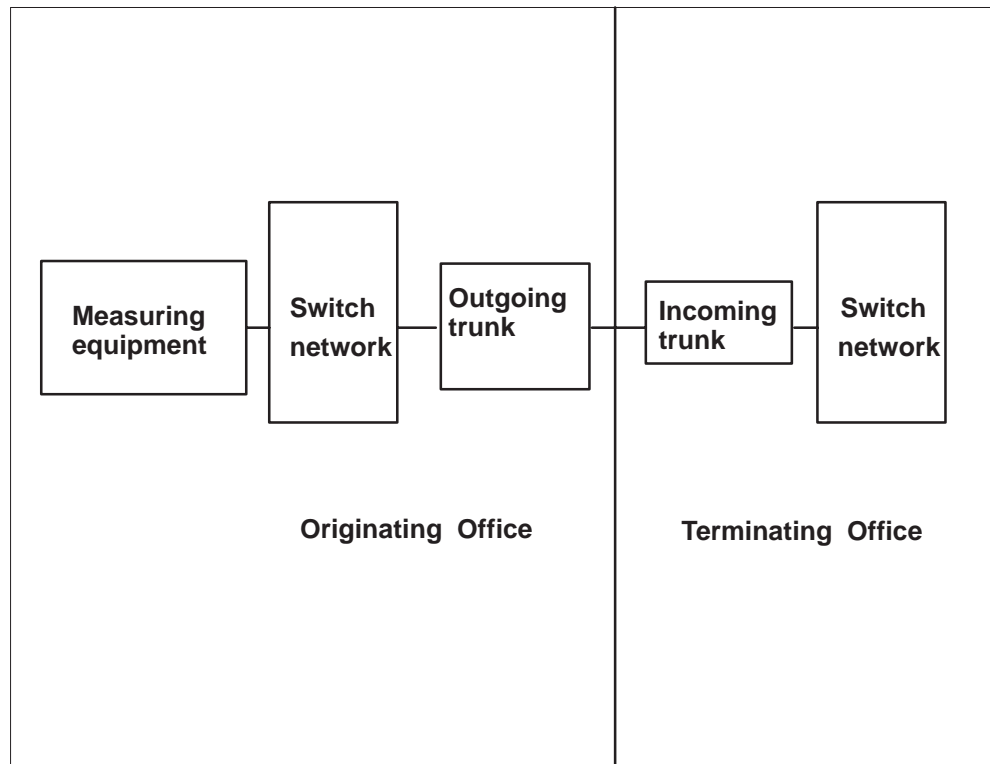 Measuring
equipment
Switch
network
Outgoing
trunk
Incoming
trunk
Switch
network
Originating Office
Terminating Office